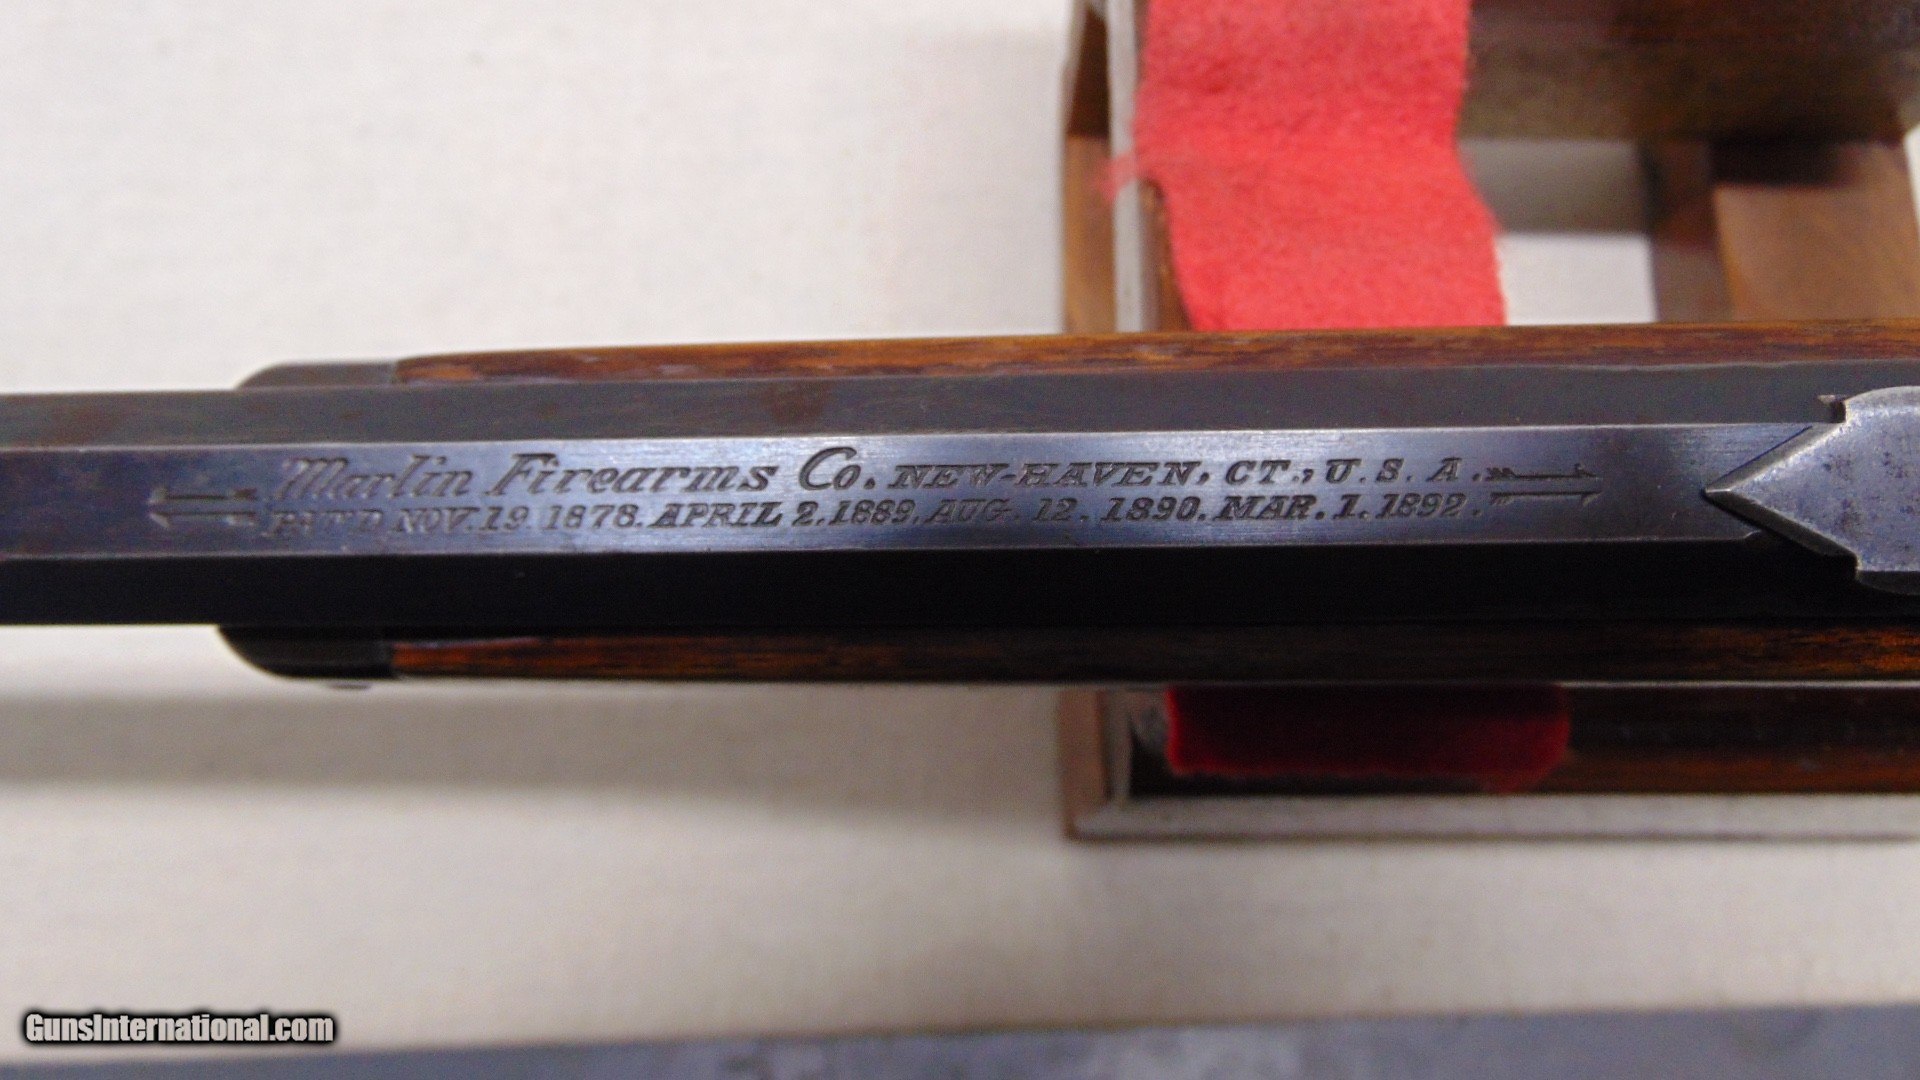 Marlin Firearms Co. NEW-HAVEN, CT., U.S.A.
PAT'D NOV. 19 1878. APRIL 2. 1889. AUG. 12. 1890. MAR. 1. 1892.
GunsInternational.com